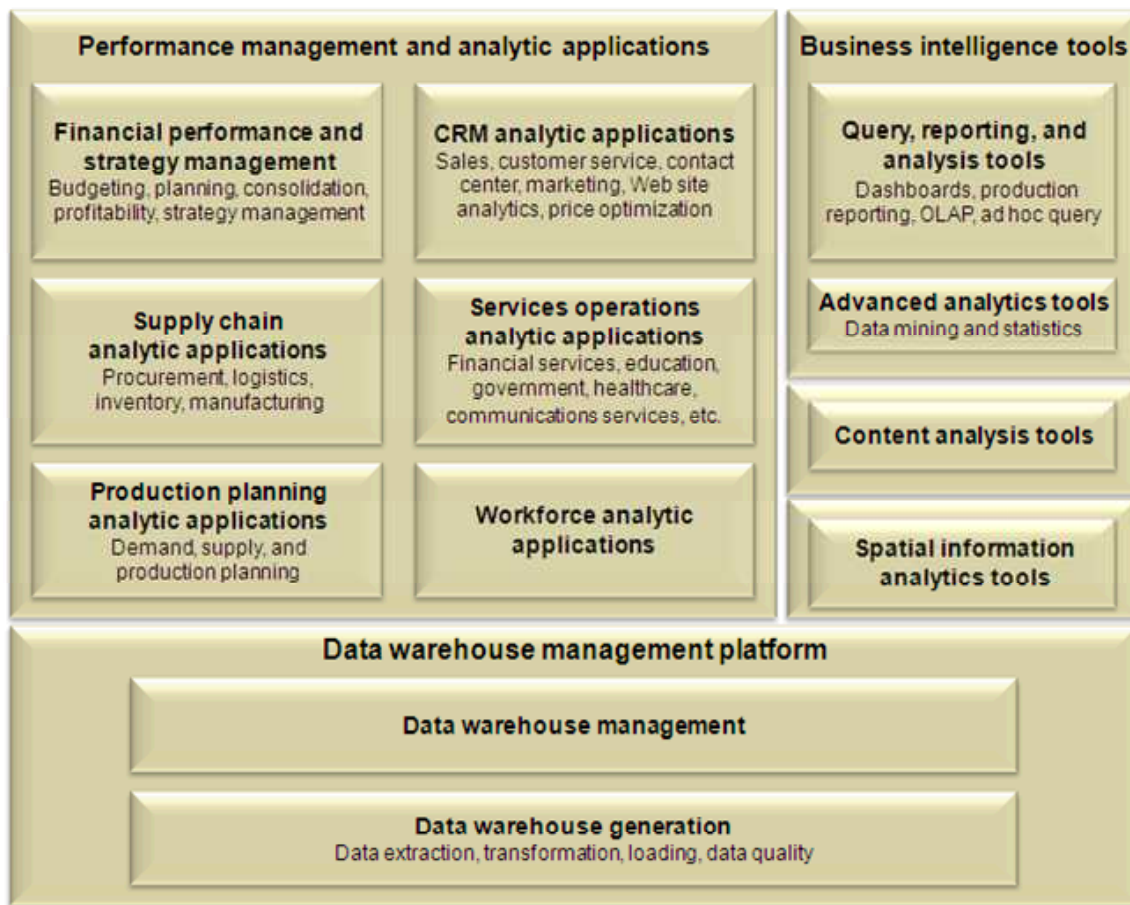 Performance management and analytic applications
Financial performance and
strategy management
Budgeting, planning, consolidation,
profitability, strategy management
CRM analytic applications
Sales, customer service, contact
center, marketing, Web site
analytics, price optimization
Supply chain
analytic applications
Procurement, logistics,
inventory, manufacturing
Services operations
analytic applications
Financial services, education,
government, healthcare,
communications services, etc.
Production planning
analytic applications
Demand, supply, and
production planning
Workforce analytic
applications
Business intelligence tools
Query, reporting, and
analysis tools
Dashboards, production
reporting, OLAP, ad hoc query
Advanced analytics tools
Data mining and statistics
Content analysis tools
Spatial information
analytics tools
Data warehouse management platform
Data warehouse management
Data warehouse generation
Data extraction, transformation, loading, data quality